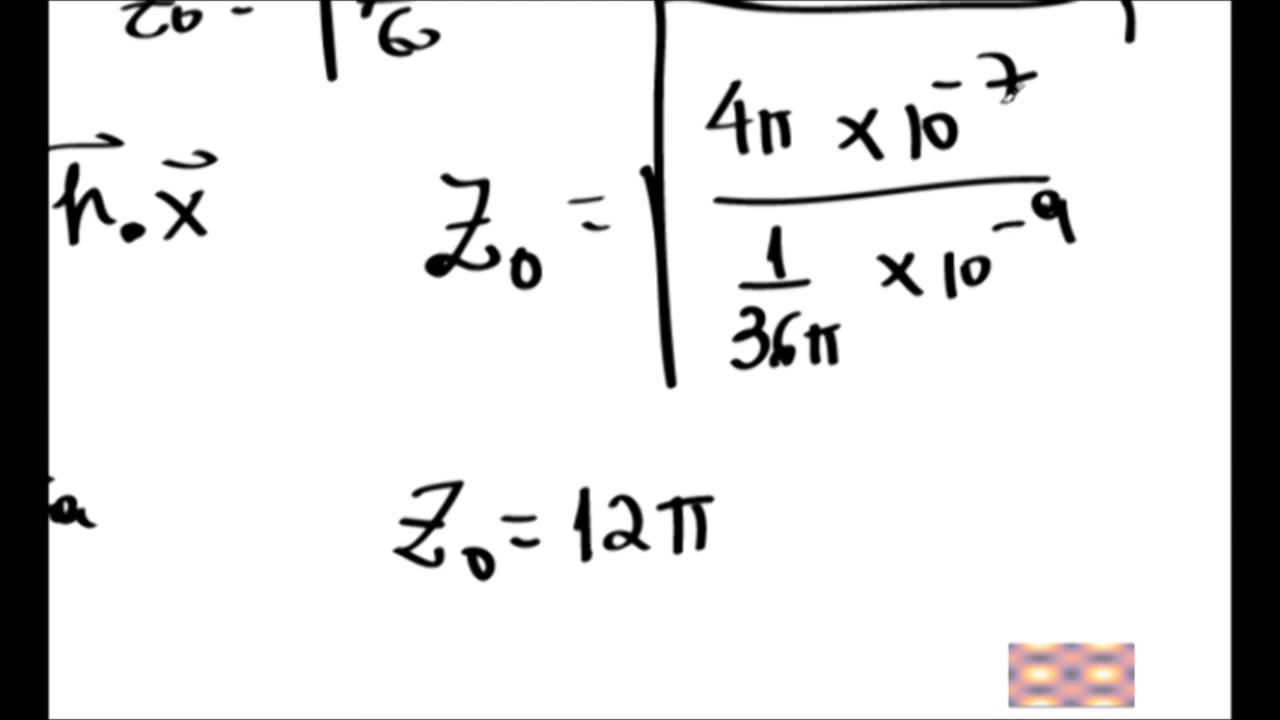 Z₀ = √(4π × 10⁻⁷ / (1/36π × 10⁻⁹))
h⃗ . x⃗
Z₀ = 12π